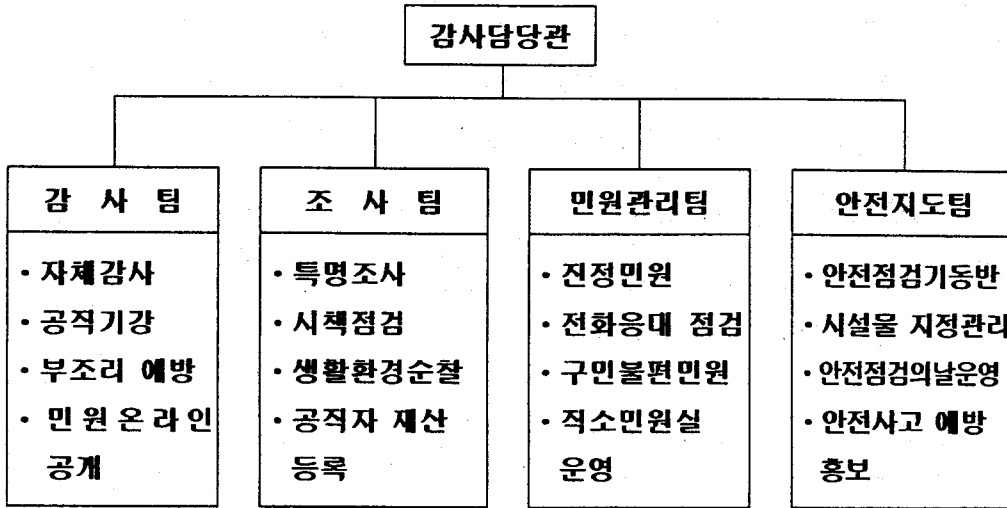 감사담당관
감 사 팀
· 자체감사
· 공직기강
· 부조리 예방
· 민원온라인
공개
조 사 팀
· 특명조사
· 시책점검
· 생활환경순찰
· 공직자 재산
등록
민원관리팀
· 진정민원
· 전화응대 점검
· 구민불편민원
· 직소민원실
운영
안전지도팀
· 안전점검기동반
· 시설물 지정관리
· 안전점검의날운영
· 안전사고 예방
홍보